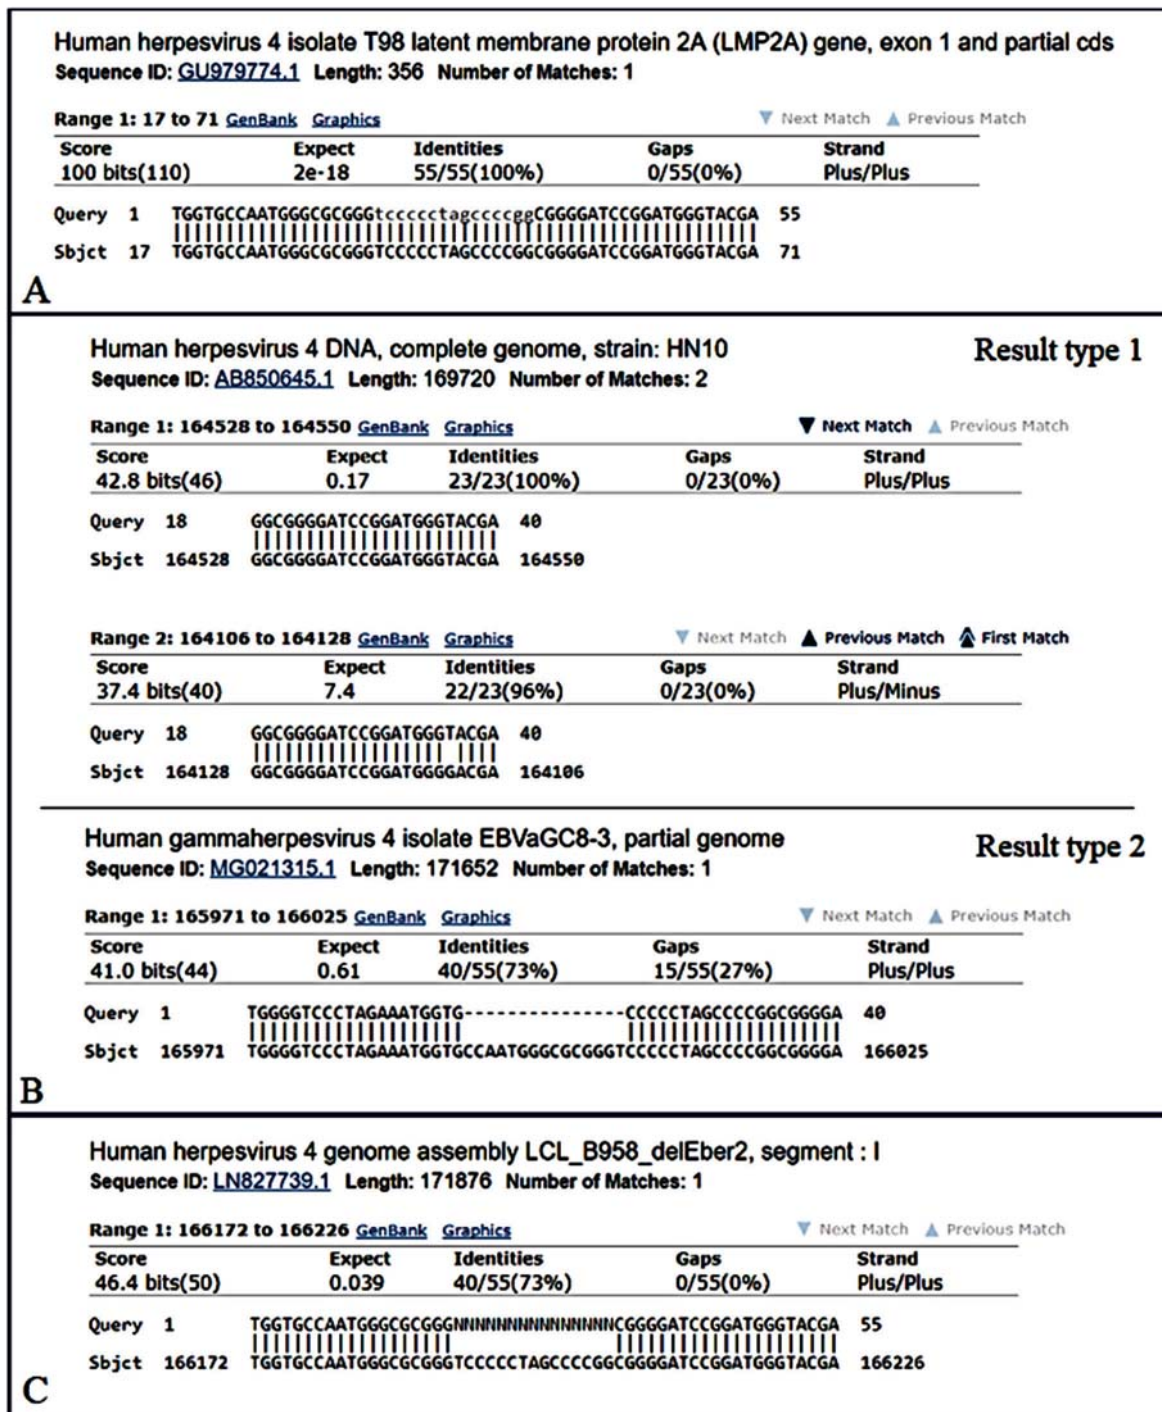 Human herpesvirus 4 isolate T98 latent membrane protein 2A (LMP2A) gene, exon 1 and partial cds
Sequence ID: GU979774.1 Length: 356 Number of Matches: 1
Range 1: 17 to 71 GenBank Graphics ▼ Next Match ▲ Previous Match
Score Expect Identities Gaps Strand
100 bits(110) 2e-18 55/55(100%) 0/55(0%) Plus/Plus
Query 1 TGGTGCCAATGGGCGCGGGtccccctagccccggCGGGGATCCGGATGGGTACGA 55
Sbjct 17 TGGTGCCAATGGGCGCGGGTCCCCCTAGCCCCGGCGGGGATCCGGATGGGTACGA 71
A
Human herpesvirus 4 DNA, complete genome, strain: HN10 Result type 1
Sequence ID: AB850645.1 Length: 169720 Number of Matches: 2
Range 1: 164528 to 164550 GenBank Graphics ▼ Next Match ▲ Previous Match
Score Expect Identities Gaps Strand
42.8 bits(46) 0.17 23/23(100%) 0/23(0%) Plus/Plus
Query 18 GGCGGGGATCCGGATGGGTACGA 40
Sbjct 164528 GGCGGGGATCCGGATGGGTACGA 164550
Range 2: 164106 to 164128 GenBank Graphics ▼ Next Match ▲ Previous Match ▲ First Match
Score Expect Identities Gaps Strand
37.4 bits(40) 7.4 22/23(96%) 0/23(0%) Plus/Minus
Query 18 GGCGGGGATCCGGATGGGTACGA 40
Sbjct 164128 GGCGGGGATCCGGATGGGGACGA 164106
Human gammaherpesvirus 4 isolate EBVaGC8-3, partial genome Result type 2
Sequence ID: MG021315.1 Length: 171652 Number of Matches: 1
Range 1: 165971 to 166025 GenBank Graphics ▼ Next Match ▲ Previous Match
Score Expect Identities Gaps Strand
41.0 bits(44) 0.61 40/55(73%) 15/55(27%) Plus/Plus
Query 1 TGGGGTCCCTAGAAATGGTG---------------CCCCCTAGCCCCGGCGGGGA 40
Sbjct 165971 TGGGGTCCCTAGAAATGGTGCCAATGGGCGCGGGTCCCCCTAGCCCCGGCGGGGA 166025
B
Human herpesvirus 4 genome assembly LCL_B958_delEber2, segment : I
Sequence ID: LN827739.1 Length: 171876 Number of Matches: 1
Range 1: 166172 to 166226 GenBank Graphics ▼ Next Match ▲ Previous Match
Score Expect Identities Gaps Strand
46.4 bits(50) 0.039 40/55(73%) 0/55(0%) Plus/Plus
Query 1 TGGTGCCAATGGGCGCGGGNNNNNNNNNNNNNNNCGGGGATCCGGATGGGTACGA 55
Sbjct 166172 TGGTGCCAATGGGCGCGGGTCCCCCTAGCCCCGGCGGGGATCCGGATGGGTACGA 166226
C